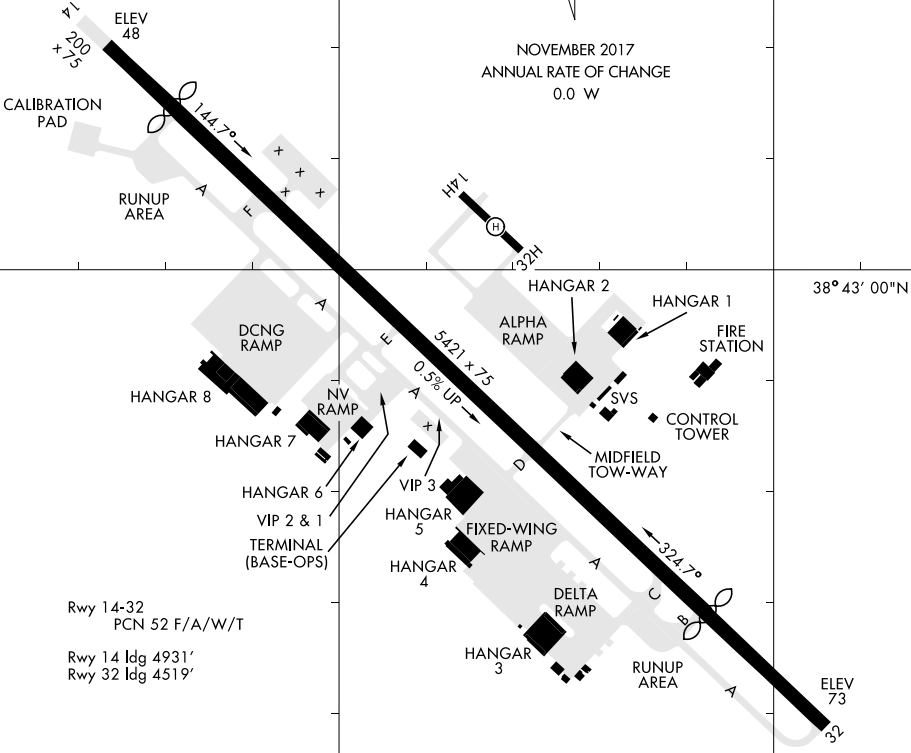 14
200
x 75
ELEV
48
NOVEMBER 2017
ANNUAL RATE OF CHANGE
0.0 W
CALIBRATION
PAD
144.7°
x
x
x
x
RUNUP
AREA
A
F
14H
H
32H
38° 43' 00"N
A
E
DCNG
RAMP
ALPHA
RAMP
HANGAR 2
HANGAR 1
FIRE
STATION
5421 x 75
0.5% UP
A
HANGAR 8
NV
RAMP
SVS
CONTROL
TOWER
HANGAR 7
x
MIDFIELD
TOW-WAY
D
HANGAR 6
VIP 3
VIP 2 & 1
HANGAR
5
TERMINAL
(BASE-OPS)
FIXED-WING
RAMP
HANGAR
4
324.7°
A
C
B
DELTA
RAMP
Rwy 14-32
PCN 52 F/A/W/T
Rwy 14 ldg 4931'
Rwy 32 ldg 4519'
HANGAR
3
RUNUP
AREA
A
ELEV
73
32